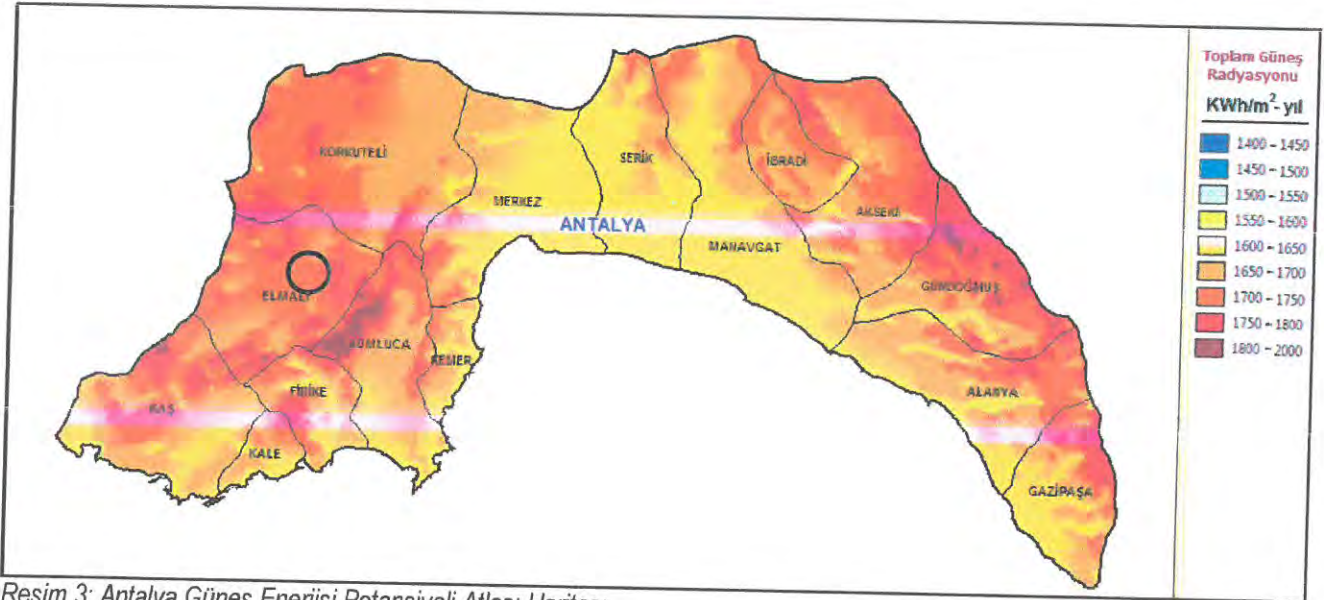 Toplam Güneş
Radyasyonu
KWh/m²- yıl
1400 - 1450
1450 - 1500
1500 - 1550
1550 - 1600
1600 - 1650
1650 - 1700
1700 - 1750
1750 - 1800
1800 - 2000
KORKUTELİ
SERİK
İBRADİ
MERKEZ
AKSEKİ
ANTALYA
MANAVGAT
ELMALI
GÜNDOĞMUŞ
KUMLUCA
KEMER
FİNİKE
ALANYA
KAŞ
KALE
GAZİPAŞA
Resim 3: Antalya Güneş Enerjisi Potansiyeli Atlası